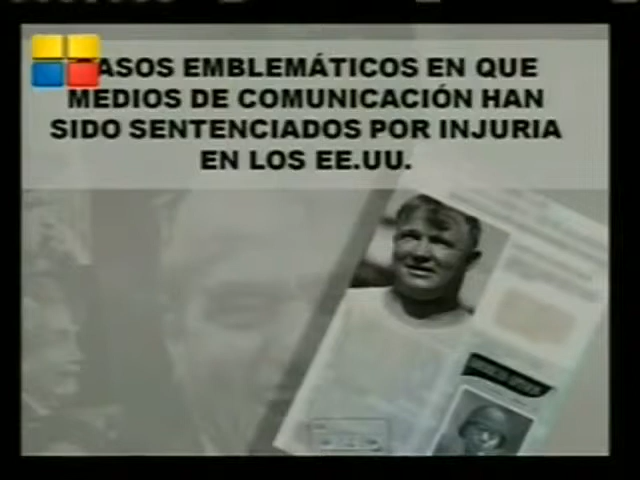 CASOS EMBLEMÁTICOS EN QUE
MEDIOS DE COMUNICACIÓN HAN
SIDO SENTENCIADOS POR INJURIA
EN LOS EE.UU.